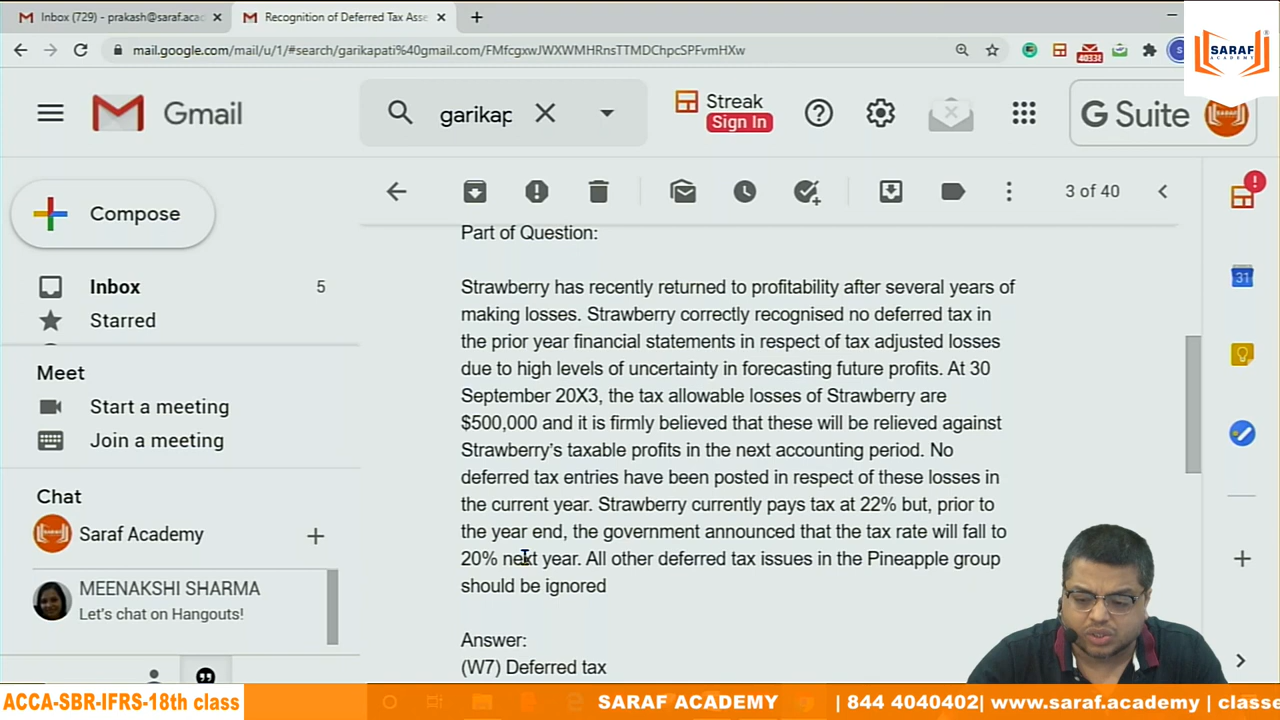 Inbox (729) - prakash@saraf.aca
Recognition of Deferred Tax Asse
mail.google.com/mail/u/1/#search/garikapati%40gmail.com/FMfcgxwJWXWMHRnsTTMDChpcSPFvmHXw
40331
SARAF
ACADEMY
Gmail
garikap
Streak
Sign In
G Suite
Compose
3 of 40
Inbox 5
Starred
Meet
Start a meeting
Join a meeting
Chat
Saraf Academy
MEENAKSHI SHARMA
Let's chat on Hangouts!
31
Part of Question:
Strawberry has recently returned to profitability after several years of
making losses. Strawberry correctly recognised no deferred tax in
the prior year financial statements in respect of tax adjusted losses
due to high levels of uncertainty in forecasting future profits. At 30
September 20X3, the tax allowable losses of Strawberry are
$500,000 and it is firmly believed that these will be relieved against
Strawberry's taxable profits in the next accounting period. No
deferred tax entries have been posted in respect of these losses in
the current year. Strawberry currently pays tax at 22% but, prior to
the year end, the government announced that the tax rate will fall to
20% next year. All other deferred tax issues in the Pineapple group
should be ignored
Answer:
(W7) Deferred tax
ACCA-SBR-IFRS-18th class
SARAF ACADEMY | 844 4040402| www.saraf.academy | classe